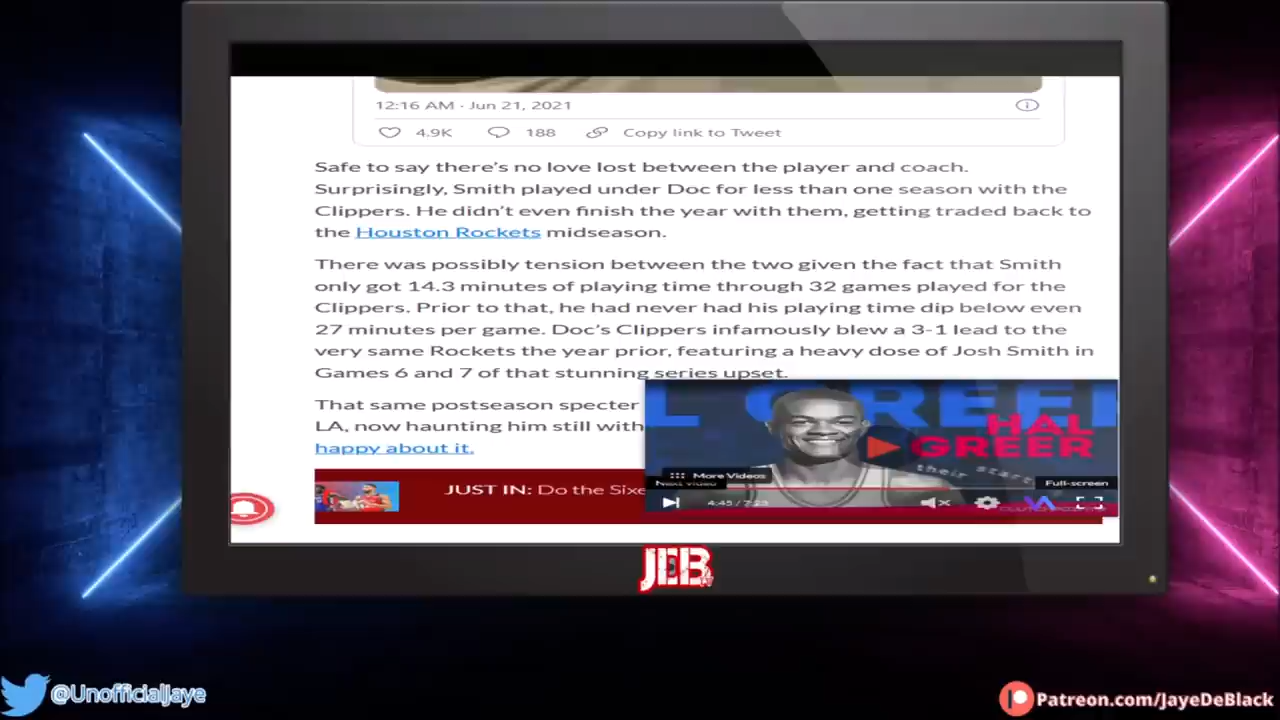 12:16 AM · Jun 21, 2021
4.9K 188 Copy link to Tweet
Safe to say there's no love lost between the player and coach.
Surprisingly, Smith played under Doc for less than one season with the
Clippers. He didn't even finish the year with them, getting traded back to
the Houston Rockets midseason.
There was possibly tension between the two given the fact that Smith
only got 14.3 minutes of playing time through 32 games played for the
Clippers. Prior to that, he had never had his playing time dip below even
27 minutes per game. Doc's Clippers infamously blew a 3-1 lead to the
very same Rockets the year prior, featuring a heavy dose of Josh Smith in
Games 6 and 7 of that stunning series upset.
That same postseason specter
LA, now haunting him still with
happy about it.
L GREER
HAL
GREER
their
More Videos
Next Video
Full-screen
4:45 / 7:23
JUST IN: Do the Sixe
JEB
@UnofficialJaye
Patreon.com/JayeDeBlack